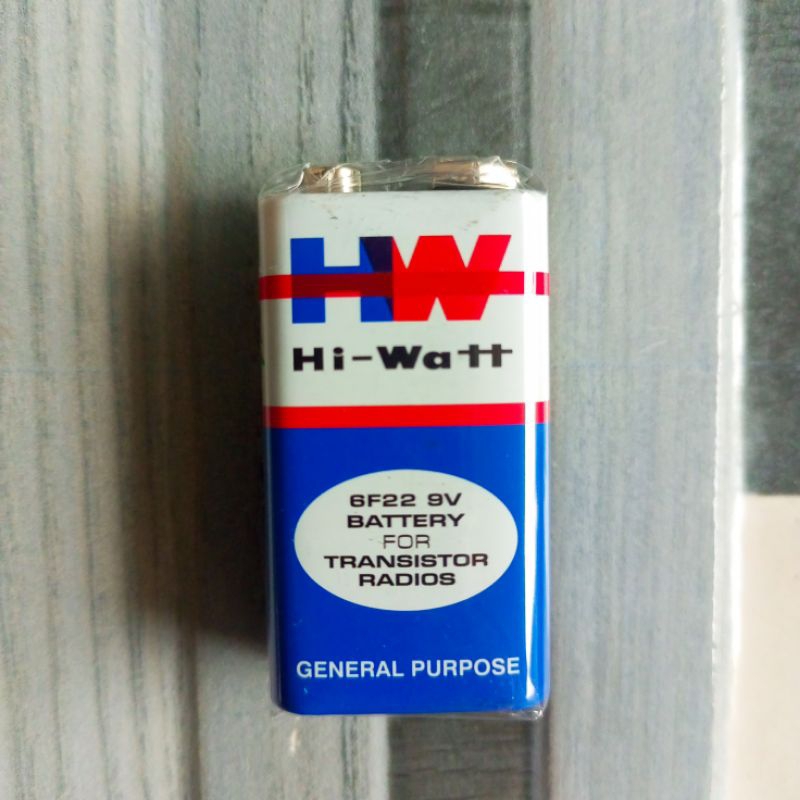 HW
Hi-Watt
6F22 9V
BATTERY
FOR
TRANSISTOR
RADIOS
GENERAL PURPOSE